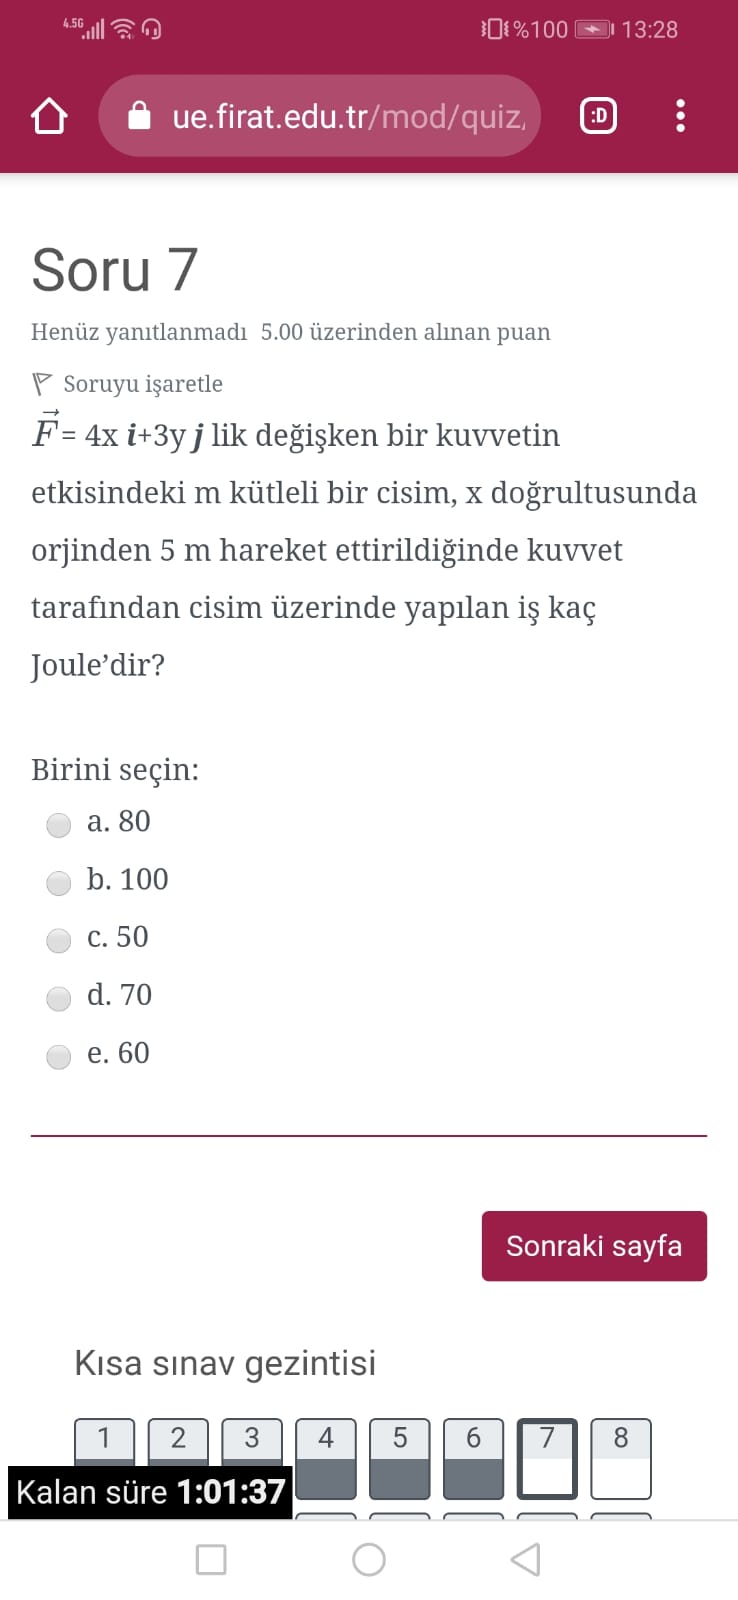 4.5G %100 13:28
ue.firat.edu.tr/mod/quiz, :D
Soru 7
Henüz yanıtlanmadı 5.00 üzerinden alınan puan
Soruyu işaretle
F→= 4x i+3y j lik değişken bir kuvvetin
etkisindeki m kütleli bir cisim, x doğrultusunda
orjinden 5 m hareket ettirildiğinde kuvvet
tarafından cisim üzerinde yapılan iş kaç
Joule’dir?
Birini seçin:
a. 80
b. 100
c. 50
d. 70
e. 60
Sonraki sayfa
Kısa sınav gezintisi
1 2 3 4 5 6 7 8
Kalan süre 1:01:37